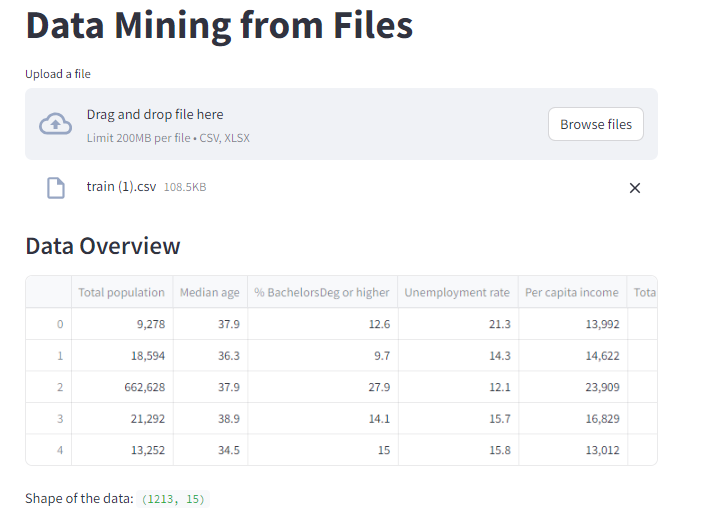 Data Mining from Files
Upload a file
Drag and drop file here
Limit 200MB per file • CSV, XLSX
Browse files
train (1).csv 108.5KB
Data Overview
Total population Median age % BachelorsDeg or higher Unemployment rate Per capita income Tota
0 9,278 37.9 12.6 21.3 13,992
1 18,594 36.3 9.7 14.3 14,622
2 662,628 37.9 27.9 12.1 23,909
3 21,292 38.9 14.1 15.7 16,829
4 13,252 34.5 15 15.8 13,012
Shape of the data: (1213, 15)